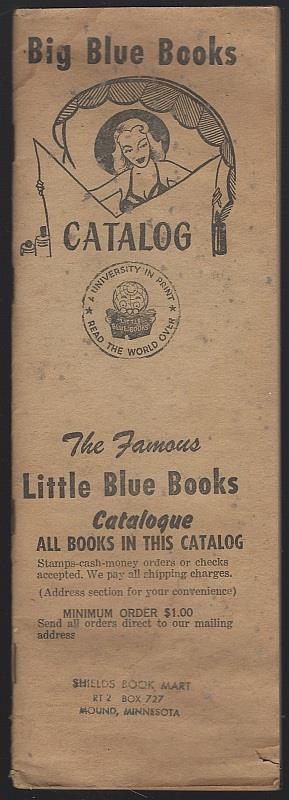 Big Blue Books
CATALOG
A UNIVERSITY IN PRINT
READ THE WORLD OVER
LITTLE
BLUE BOOKS
The Famous
Little Blue Books
Catalogue
ALL BOOKS IN THIS CATALOG
Stamps-cash-money orders or checks
accepted. We pay all shipping charges.
(Address section for your convenience)
MINIMUM ORDER $1.00
Send all orders direct to our mailing
address
SHIELDS BOOK MART
RT 2 BOX 727
MOUND, MINNESOTA